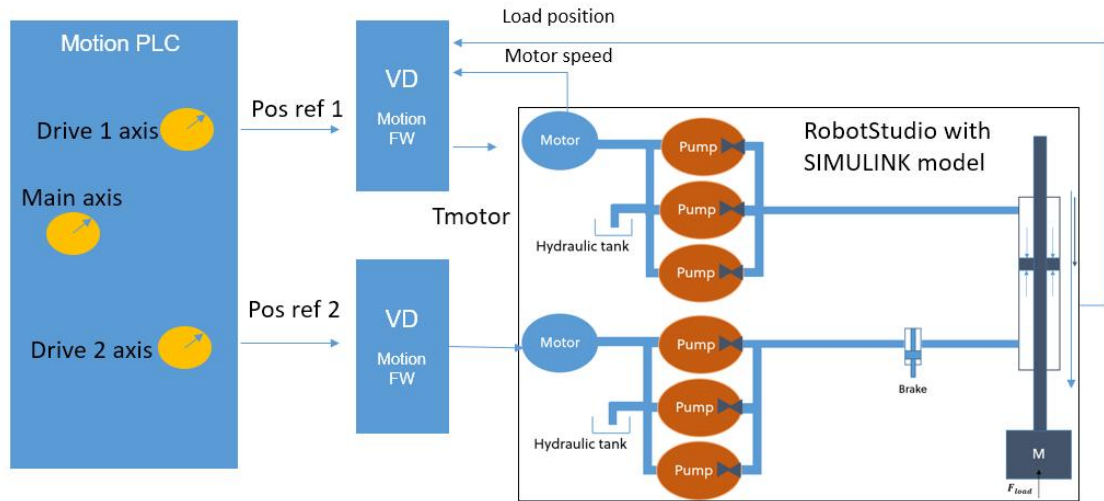 Motion PLC
Drive 1 axis
Main axis
Drive 2 axis
Pos ref 1
Pos ref 2
VD
Motion
FW
VD
Motion
FW
Load position
Motor speed
Tmotor
RobotStudio with
SIMULINK model
Motor
Pump
Pump
Pump
Hydraulic tank
Motor
Pump
Pump
Pump
Hydraulic tank
Brake
M
F_load